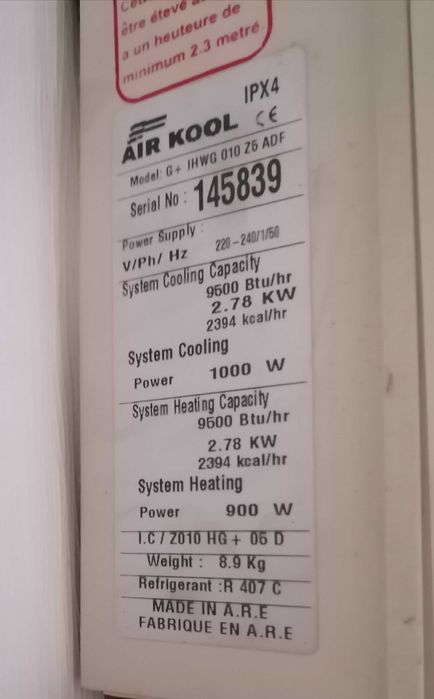 être étevé
a un heuteure de
minimum 2.3 metré
IPX4
CE
AIR KOOL
Model: G+ IHWG 010 Z5 ADF
Serial No : 145839
Power Supply :
V/Ph/ Hz 220-240/1/50
System Cooling Capacity
9500 Btu/hr
2.78 KW
2394 kcal/hr
System Cooling
Power 1000 W
System Heating Capacity
9500 Btu/hr
2.78 KW
2394 kcal/hr
System Heating
Power 900 W
I.C / Z010 HG + 05 D
Weight : 8.9 Kg
Refrigerant :R 407 C
MADE IN A.R.E
FABRIQUE EN A.R.E